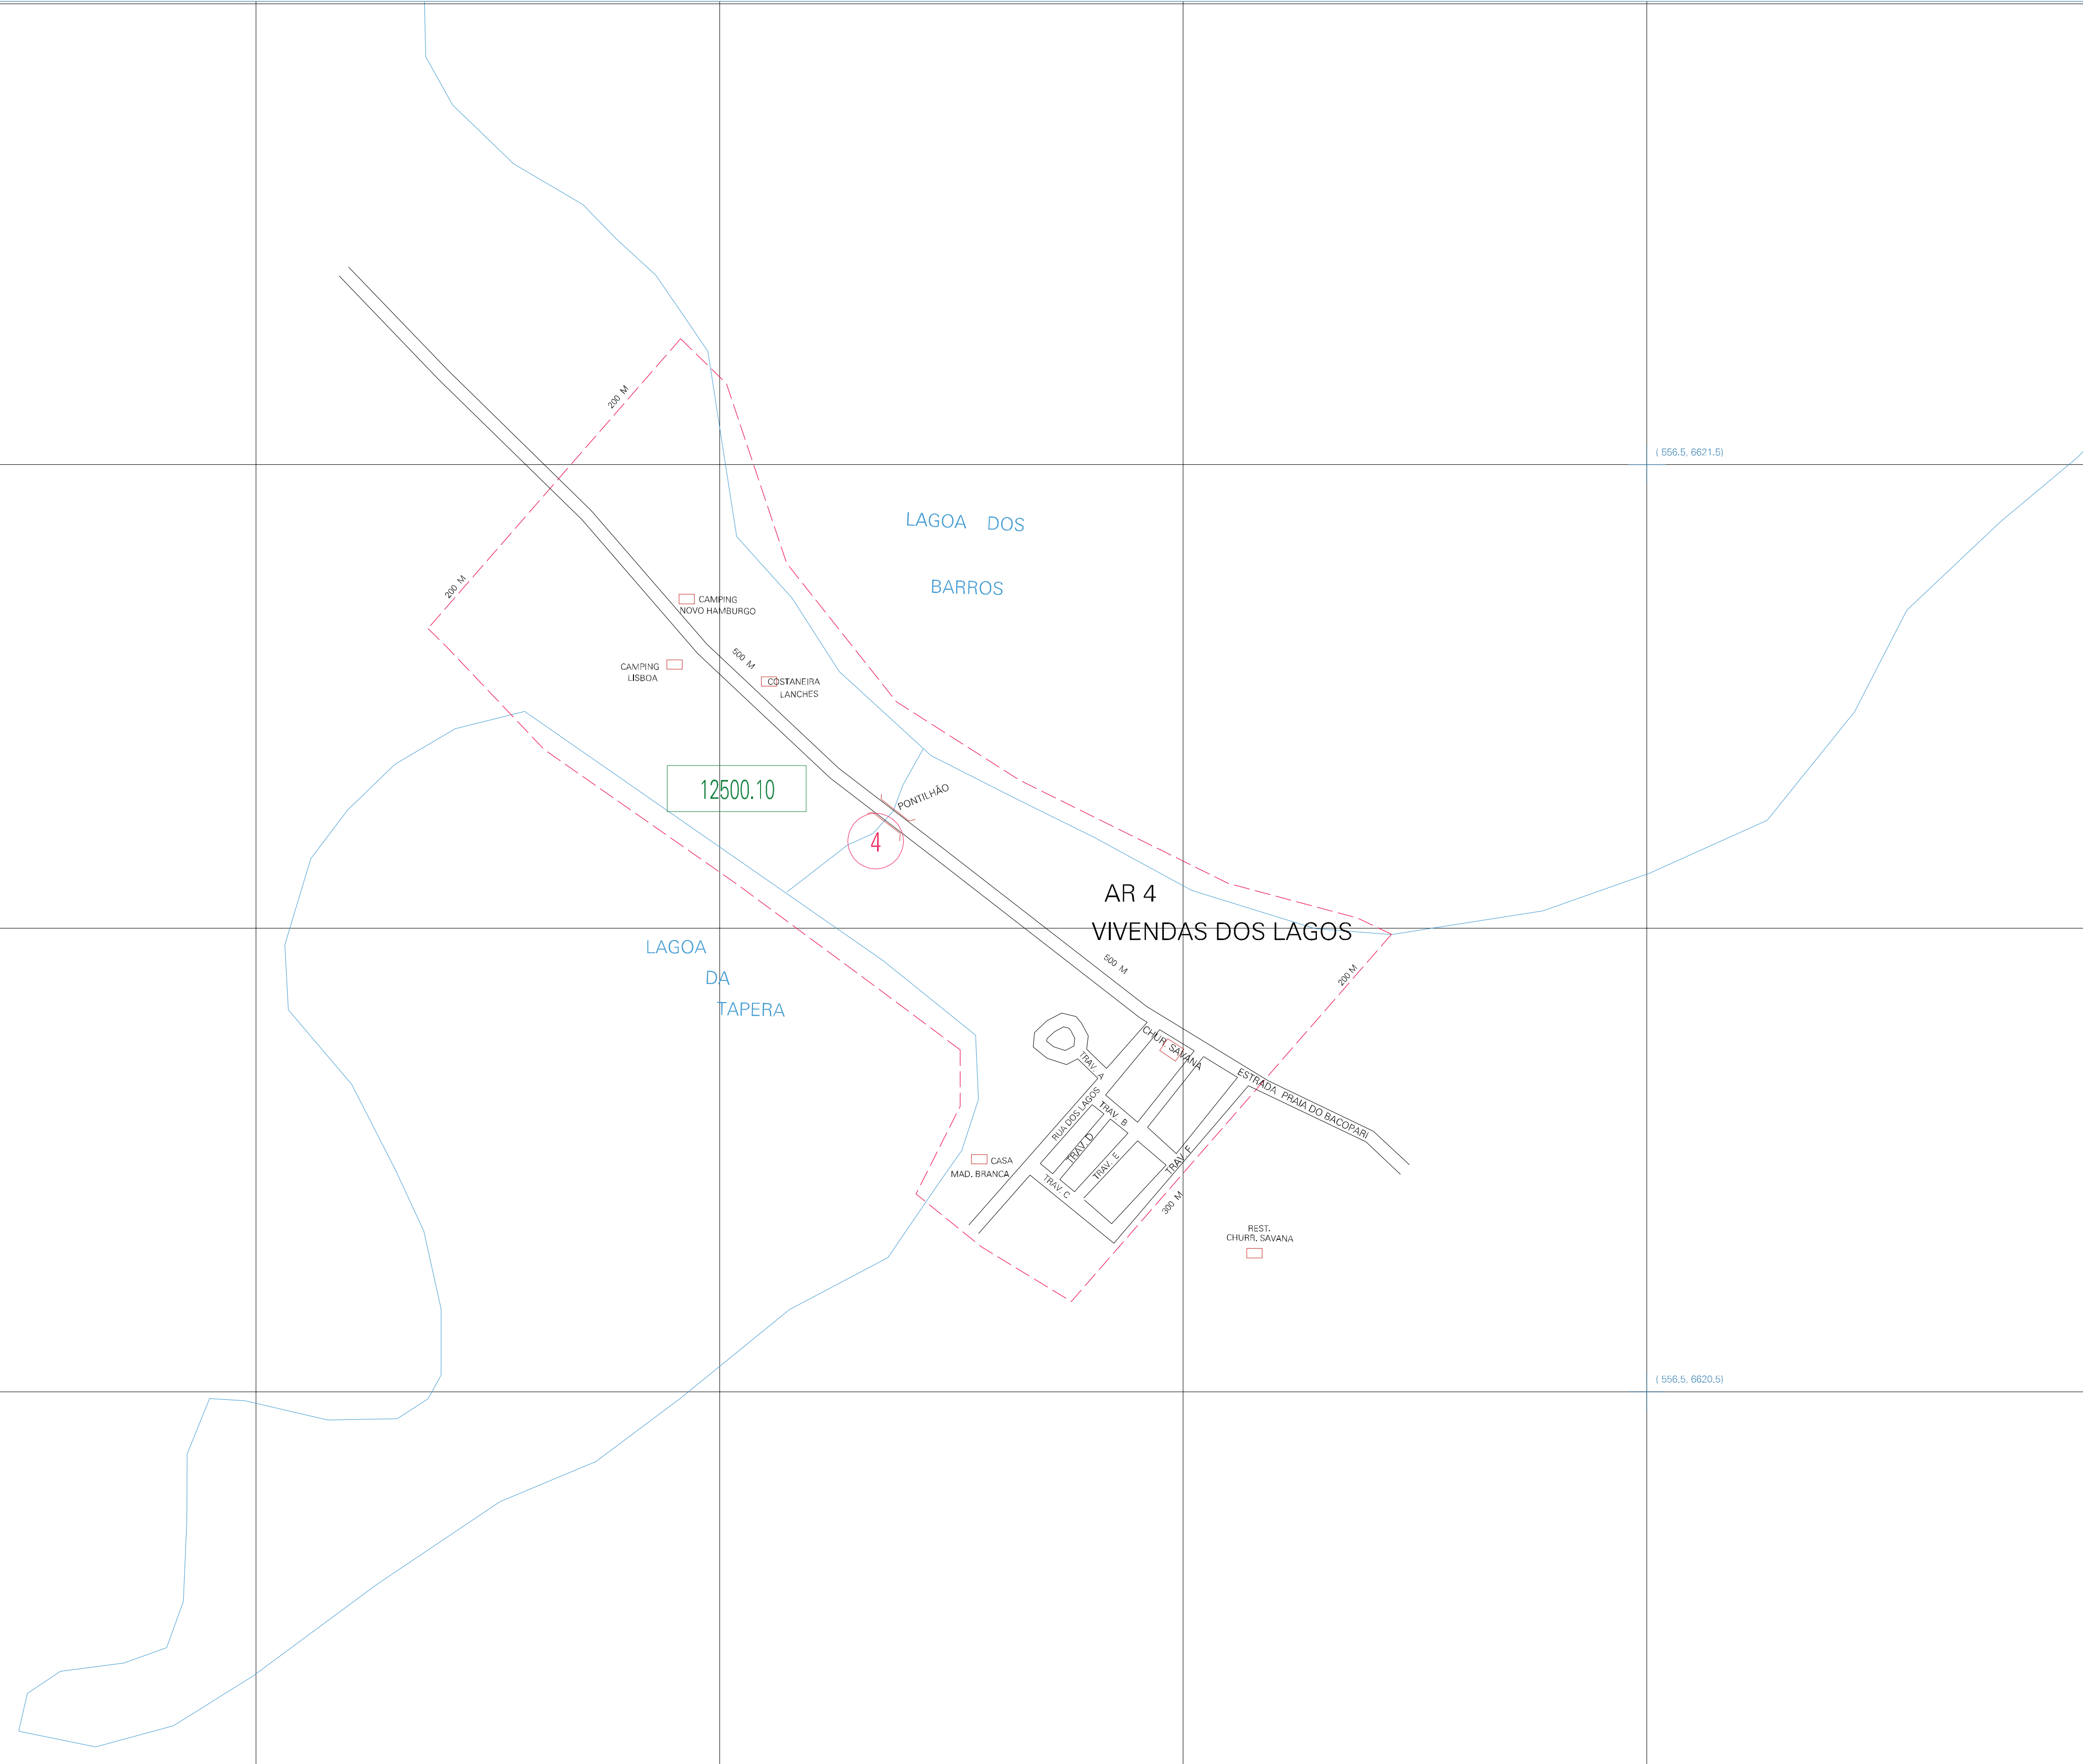 200 M
( 556.5, 6621.5)
LAGOA DOS
BARROS
200 M
CAMPING
NOVO HAMBURGO
500 M
CAMPING
LISBOA
COSTANEIRA
LANCHES
12500.10
PONTILHÃO
4
AR 4
VIVENDAS DOS LAGOS
LAGOA
DA
TAPERA
500 M
200 M
CHUR. SAVANA
TRAV. A
ESTRADA PRAIA DO BACOPARI
RUA DOS LAGOS
TRAV. B
TRAV. D
TRAV. E
TRAV. F
TRAV. C
CASA
MAD. BRANCA
300 M
REST.
CHURR. SAVANA
( 556.5, 6620.5)